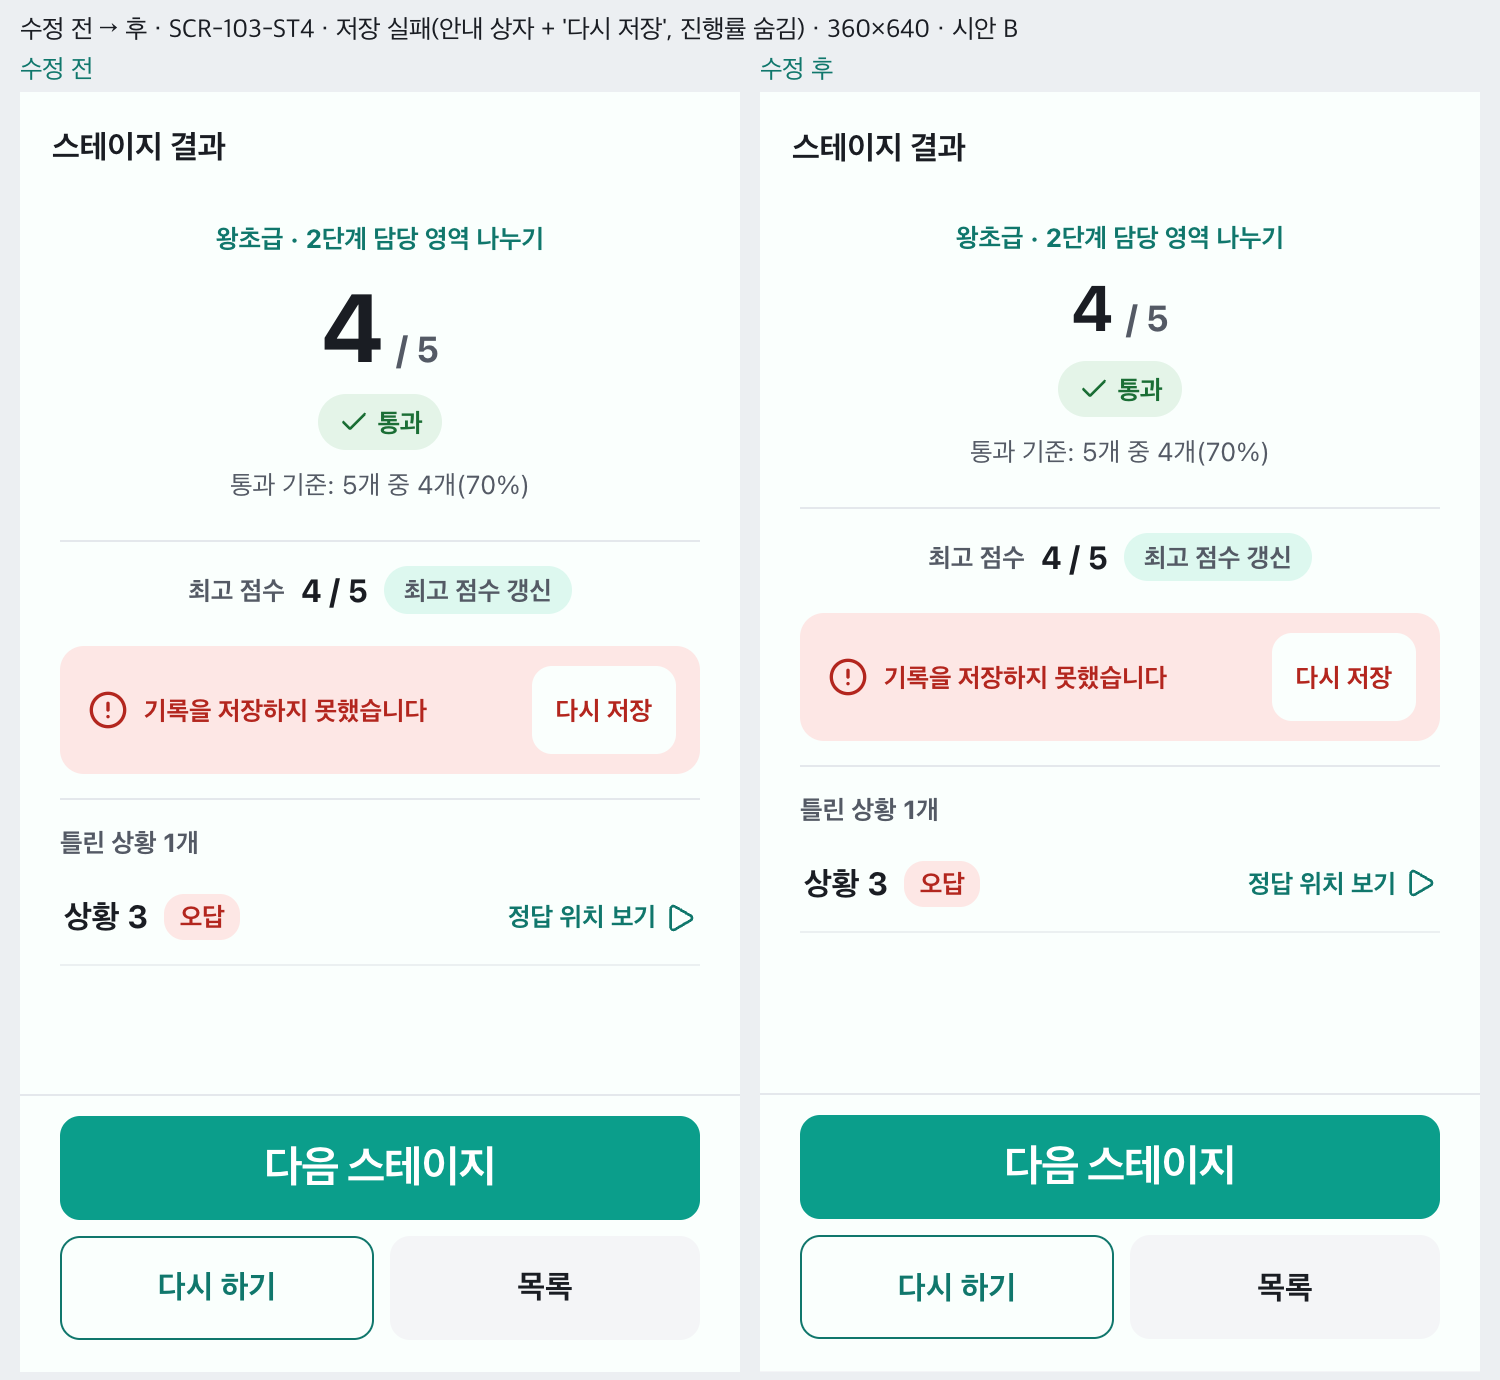 수정 전 → 후 · SCR-103-ST4 · 저장 실패(안내 상자 + '다시 저장', 진행률 숨김) · 360×640 · 시안 B
수정 전
스테이지 결과
왕초급 · 2단계 담당 영역 나누기
4 / 5
통과
통과 기준: 5개 중 4개(70%)
최고 점수 4 / 5 최고 점수 갱신
기록을 저장하지 못했습니다 다시 저장
틀린 상황 1개
상황 3 오답 정답 위치 보기
다음 스테이지
다시 하기 목록
수정 후
스테이지 결과
왕초급 · 2단계 담당 영역 나누기
4 / 5
통과
통과 기준: 5개 중 4개(70%)
최고 점수 4 / 5 최고 점수 갱신
기록을 저장하지 못했습니다 다시 저장
틀린 상황 1개
상황 3 오답 정답 위치 보기
다음 스테이지
다시 하기 목록